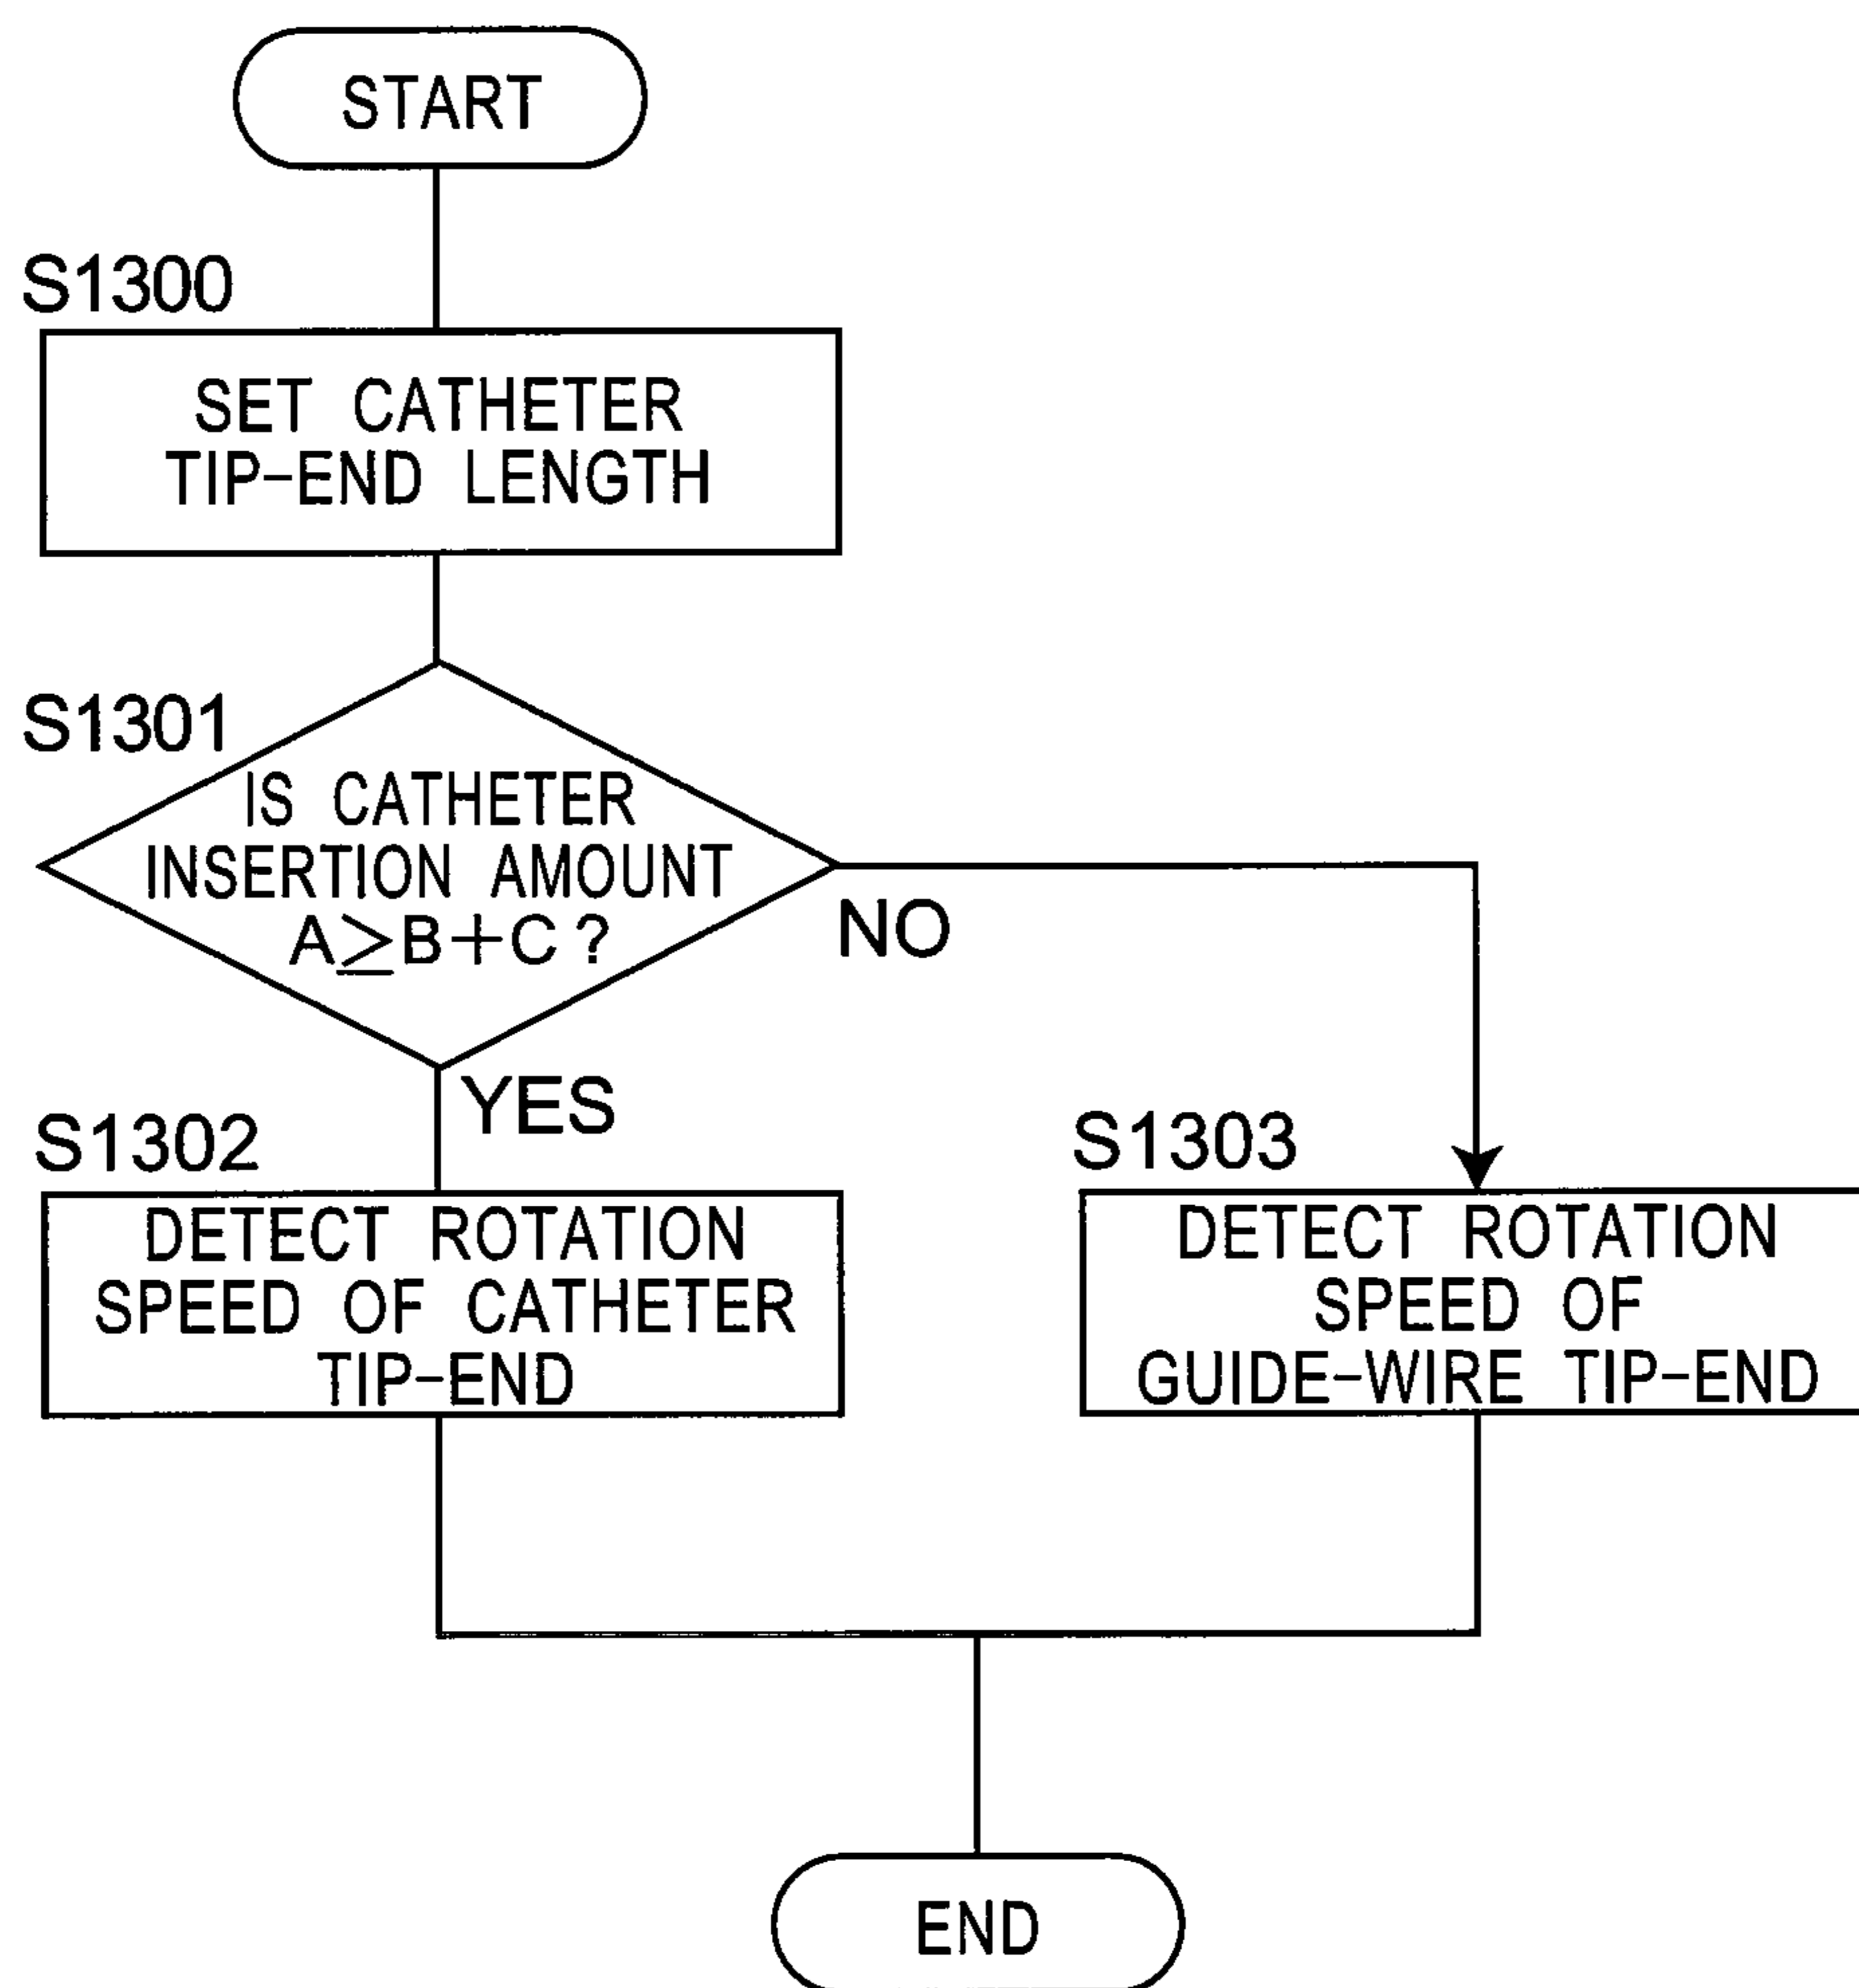 START
S1300
SET CATHETER
TIP-END LENGTH
S1301
IS CATHETER
INSERTION AMOUNT
A≥B+C?
NO
YES
S1302
DETECT ROTATION
SPEED OF CATHETER
TIP-END
S1303
DETECT ROTATION
SPEED OF
GUIDE-WIRE TIP-END
END